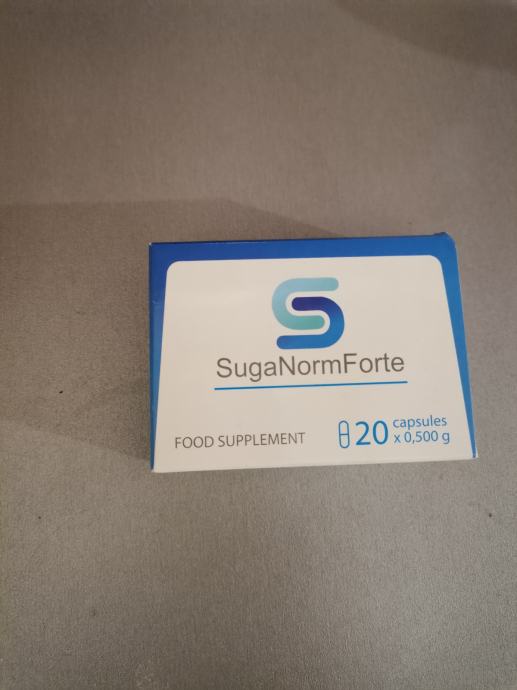 SugaNormForte
FOOD SUPPLEMENT
20 capsules
x 0,500 g